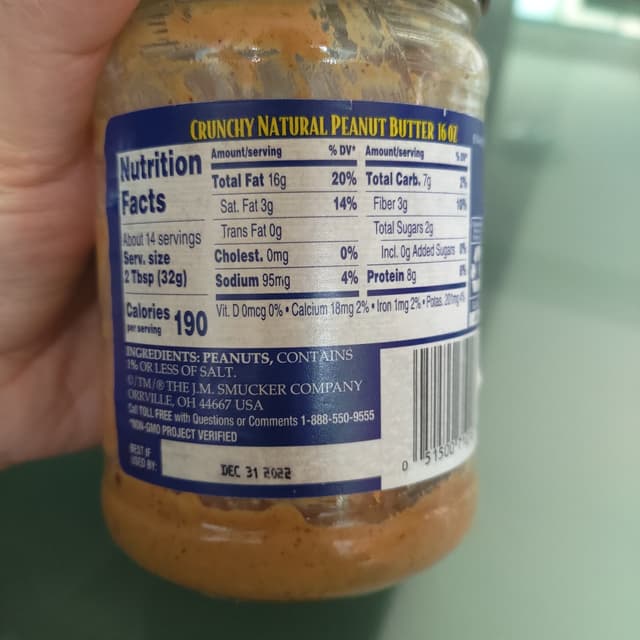 CRUNCHY NATURAL PEANUT BUTTER 16 OZ
Nutrition
Facts
About 14 servings
Serv. size
2 Tbsp (32g)
Calories 190
per serving
Amount/serving % DV*
Total Fat 16g 20%
Sat. Fat 3g 14%
Trans Fat 0g
Cholest. 0mg 0%
Sodium 95mg 4%
Amount/serving % DV*
Total Carb. 7g
Fiber 3g
Total Sugars 2g
Incl. 0g Added Sugars
Protein 8g
Vit. D 0mcg 0% • Calcium 18mg 2% • Iron 1mg 2% • Potas. 201mg
INGREDIENTS: PEANUTS, CONTAINS
1% OR LESS OF SALT.
©/TM/® THE J.M. SMUCKER COMPANY
ORRVILLE, OH 44667 USA
Call TOLL FREE with Questions or Comments 1-888-550-9555
*NON-GMO PROJECT VERIFIED
BEST IF
USED BY:
DEC 31 2022
0 51500